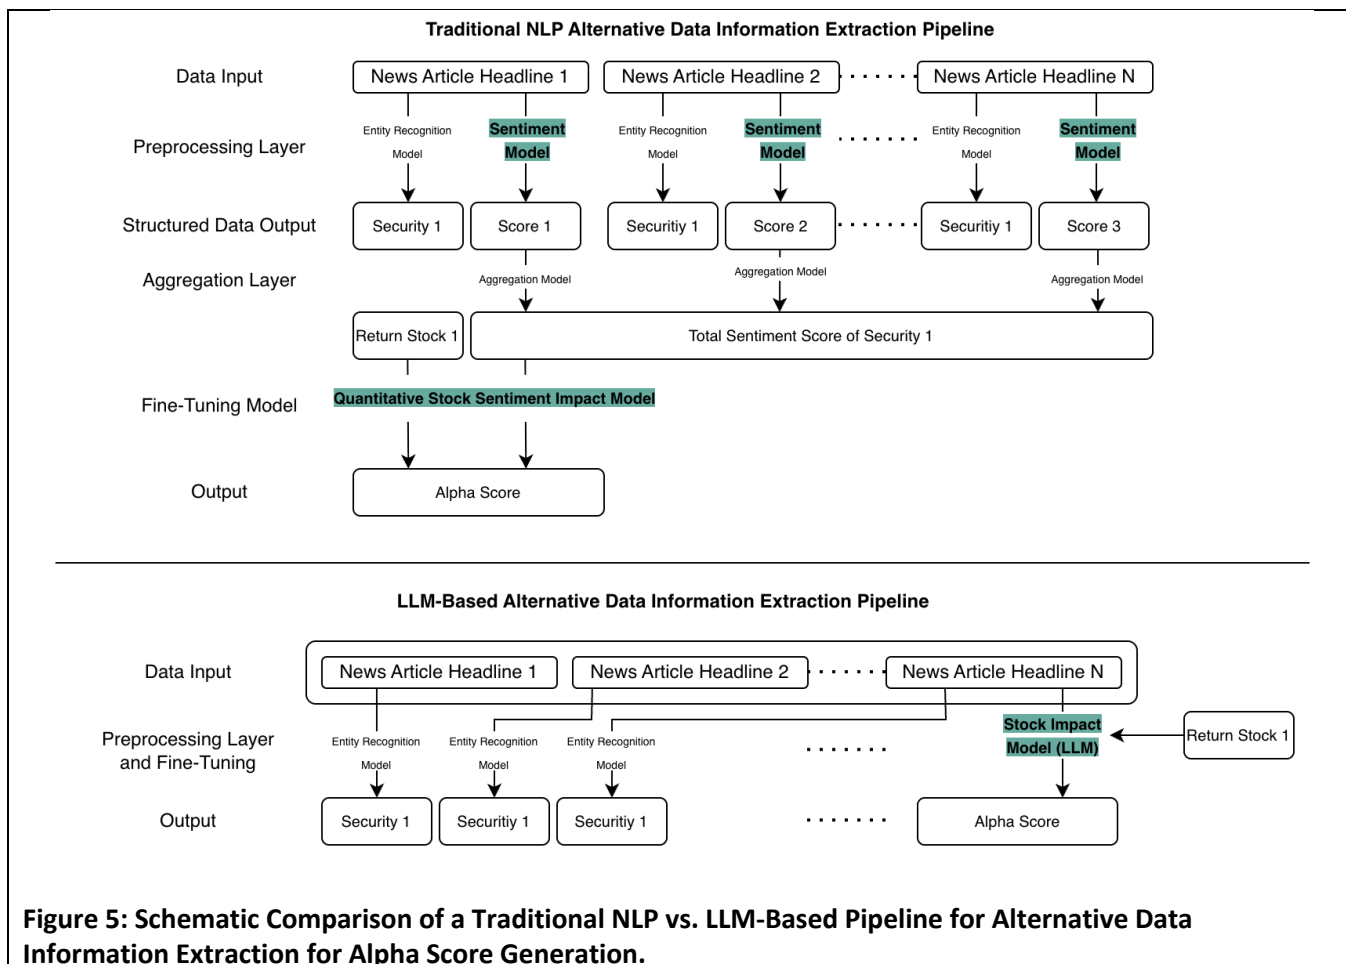 Traditional NLP Alternative Data Information Extraction Pipeline
Data Input
News Article Headline 1
News Article Headline 2
News Article Headline N
Preprocessing Layer
Entity Recognition
Model
Sentiment
Model
Entity Recognition
Model
Sentiment
Model
Entity Recognition
Model
Sentiment
Model
Structured Data Output
Security 1
Score 1
Securitiy 1
Score 2
Securitiy 1
Score 3
Aggregation Layer
Aggregation Model
Aggregation Model
Aggregation Model
Return Stock 1
Total Sentiment Score of Security 1
Fine-Tuning Model
Quantitative Stock Sentiment Impact Model
Output
Alpha Score
LLM-Based Alternative Data Information Extraction Pipeline
Data Input
News Article Headline 1
News Article Headline 2
News Article Headline N
Preprocessing Layer
and Fine-Tuning
Entity Recognition
Model
Entity Recognition
Model
Entity Recognition
Model
Stock Impact
Model (LLM)
Return Stock 1
Output
Security 1
Securitiy 1
Securitiy 1
Alpha Score
Figure 5: Schematic Comparison of a Traditional NLP vs. LLM-Based Pipeline for Alternative Data
Information Extraction for Alpha Score Generation.